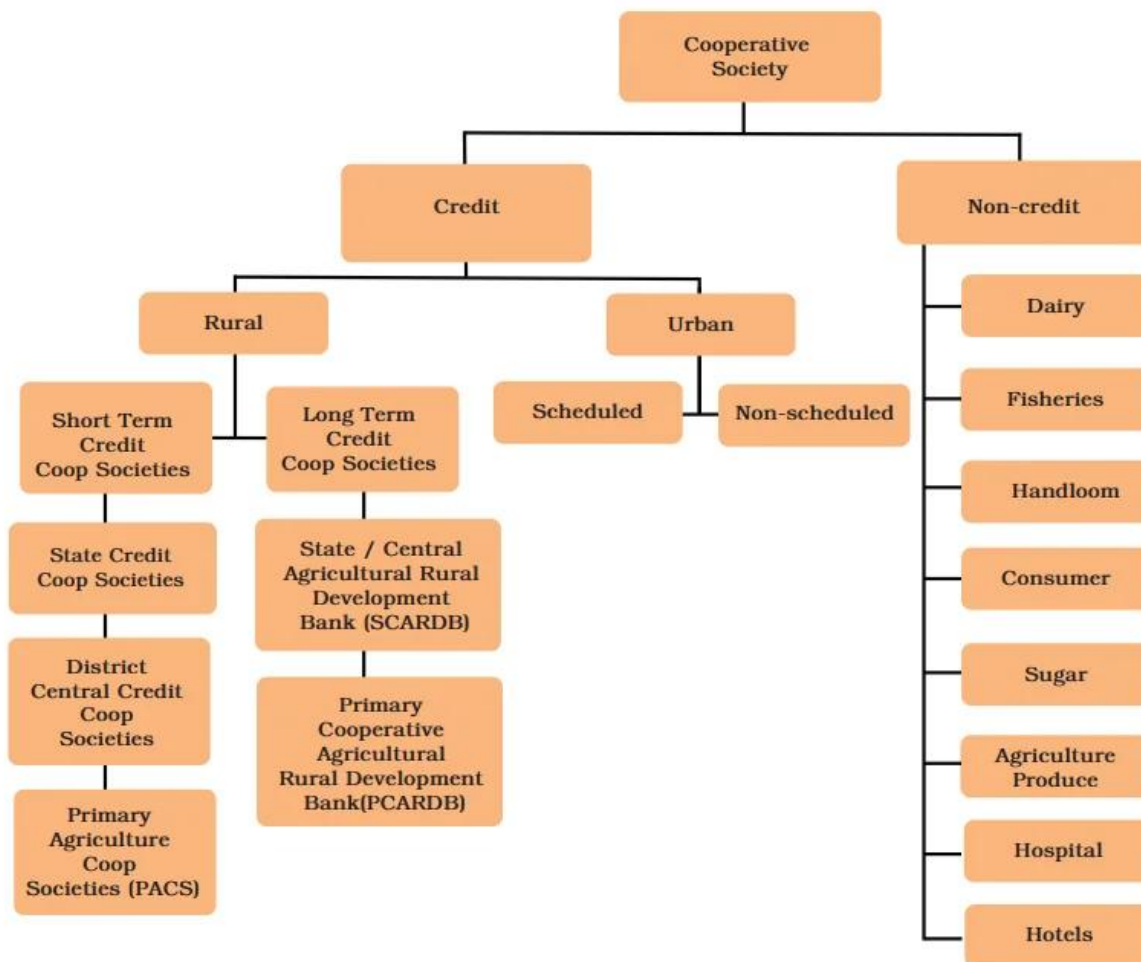 Cooperative
Society
Credit
Non-credit
Rural
Urban
Short Term
Credit
Coop Societies
Long Term
Credit
Coop Societies
Scheduled
Non-scheduled
State Credit
Coop Societies
State / Central
Agricultural Rural
Development
Bank (SCARDB)
District
Central Credit
Coop
Societies
Primary
Cooperative
Agricultural
Rural Development
Bank(PCARDB)
Primary
Agriculture
Coop
Societies (PACS)
Dairy
Fisheries
Handloom
Consumer
Sugar
Agriculture
Produce
Hospital
Hotels